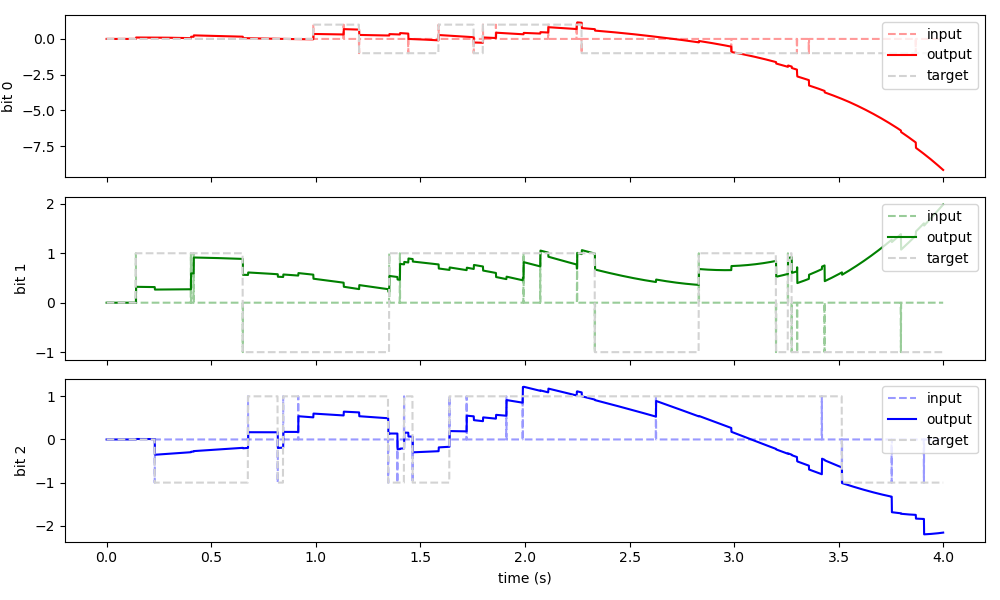 0.0
−2.5
−5.0
−7.5
bit 0
input
output
target
2
1
0
−1
bit 1
input
output
target
1
0
−1
−2
bit 2
input
output
target
0.0 0.5 1.0 1.5 2.0 2.5 3.0 3.5 4.0
time (s)